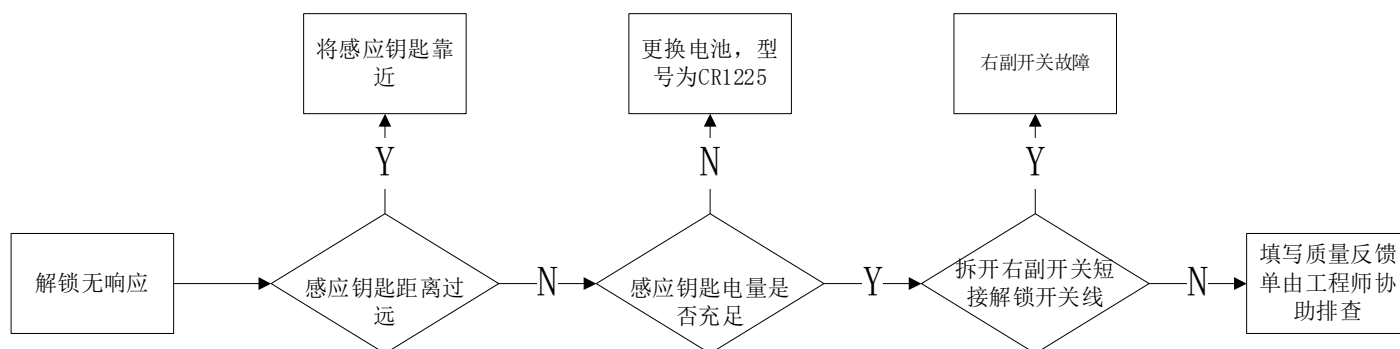 将感应钥匙靠
近
更换电池，型
号为CR1225
右副开关故障
Y
N
Y
解锁无响应
感应钥匙距离过
远
N
感应钥匙电量是
否充足
Y
拆开右副开关短
接解锁开关线
N
填写质量反馈
单由工程师协
助排查